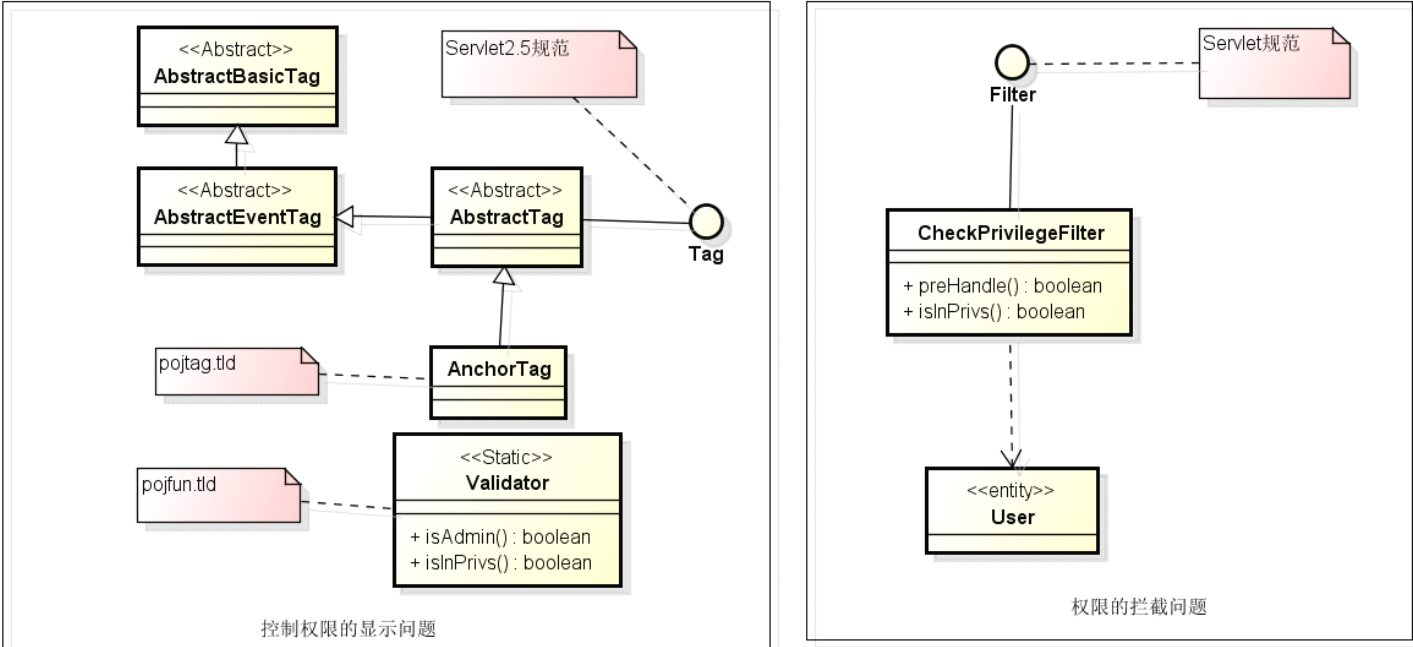 <<Abstract>>
AbstractBasicTag
Servlet2.5规范
<<Abstract>>
AbstractEventTag
<<Abstract>>
AbstractTag
Tag
pojtag.tld
AnchorTag
pojfun.tld
<<Static>>
Validator
+ isAdmin() : boolean
+ isInPrivs() : boolean
控制权限的显示问题
Servlet规范
Filter
CheckPrivilegeFilter
+ preHandle() : boolean
+ isInPrivs() : boolean
<<entity>>
User
权限的拦截问题